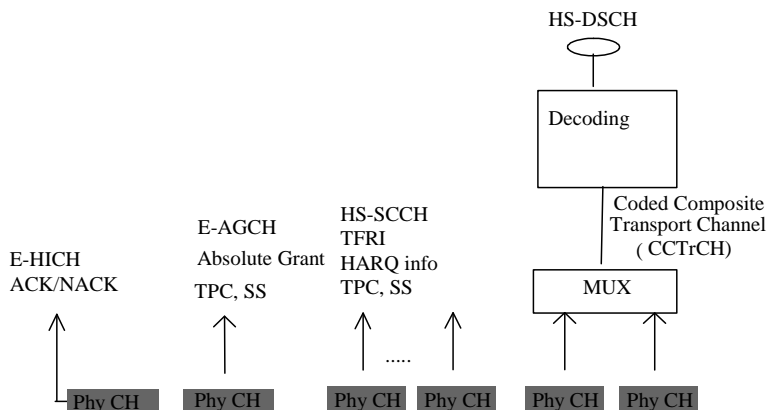 HS-DSCH
Decoding
Coded Composite
Transport Channel
( CCTrCH)
MUX
HS-SCCH
TFRI
HARQ info
TPC, SS
E-AGCH
Absolute Grant
TPC, SS
E-HICH
ACK/NACK
.....
Phy CH
Phy CH
Phy CH
Phy CH
Phy CH
Phy CH